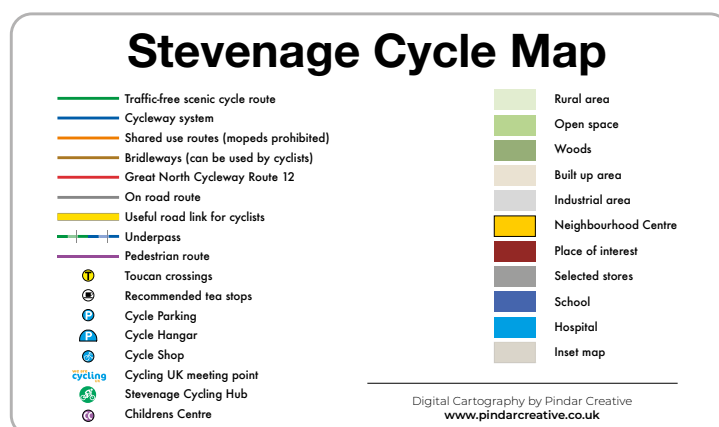 Stevenage Cycle Map
Traffic-free scenic cycle route
Cycleway system
Shared use routes (mopeds prohibited)
Bridleways (can be used by cyclists)
Great North Cycleway Route 12
On road route
Useful road link for cyclists
Underpass
Pedestrian route
T Toucan crossings
Recommended tea stops
P Cycle Parking
P Cycle Hangar
Cycle Shop
we are
cycling
UK
Cycling UK meeting point
Stevenage Cycling Hub
CC Childrens Centre
Rural area
Open space
Woods
Built up area
Industrial area
Neighbourhood Centre
Place of interest
Selected stores
School
Hospital
Inset map
Digital Cartography by Pindar Creative
www.pindarcreative.co.uk